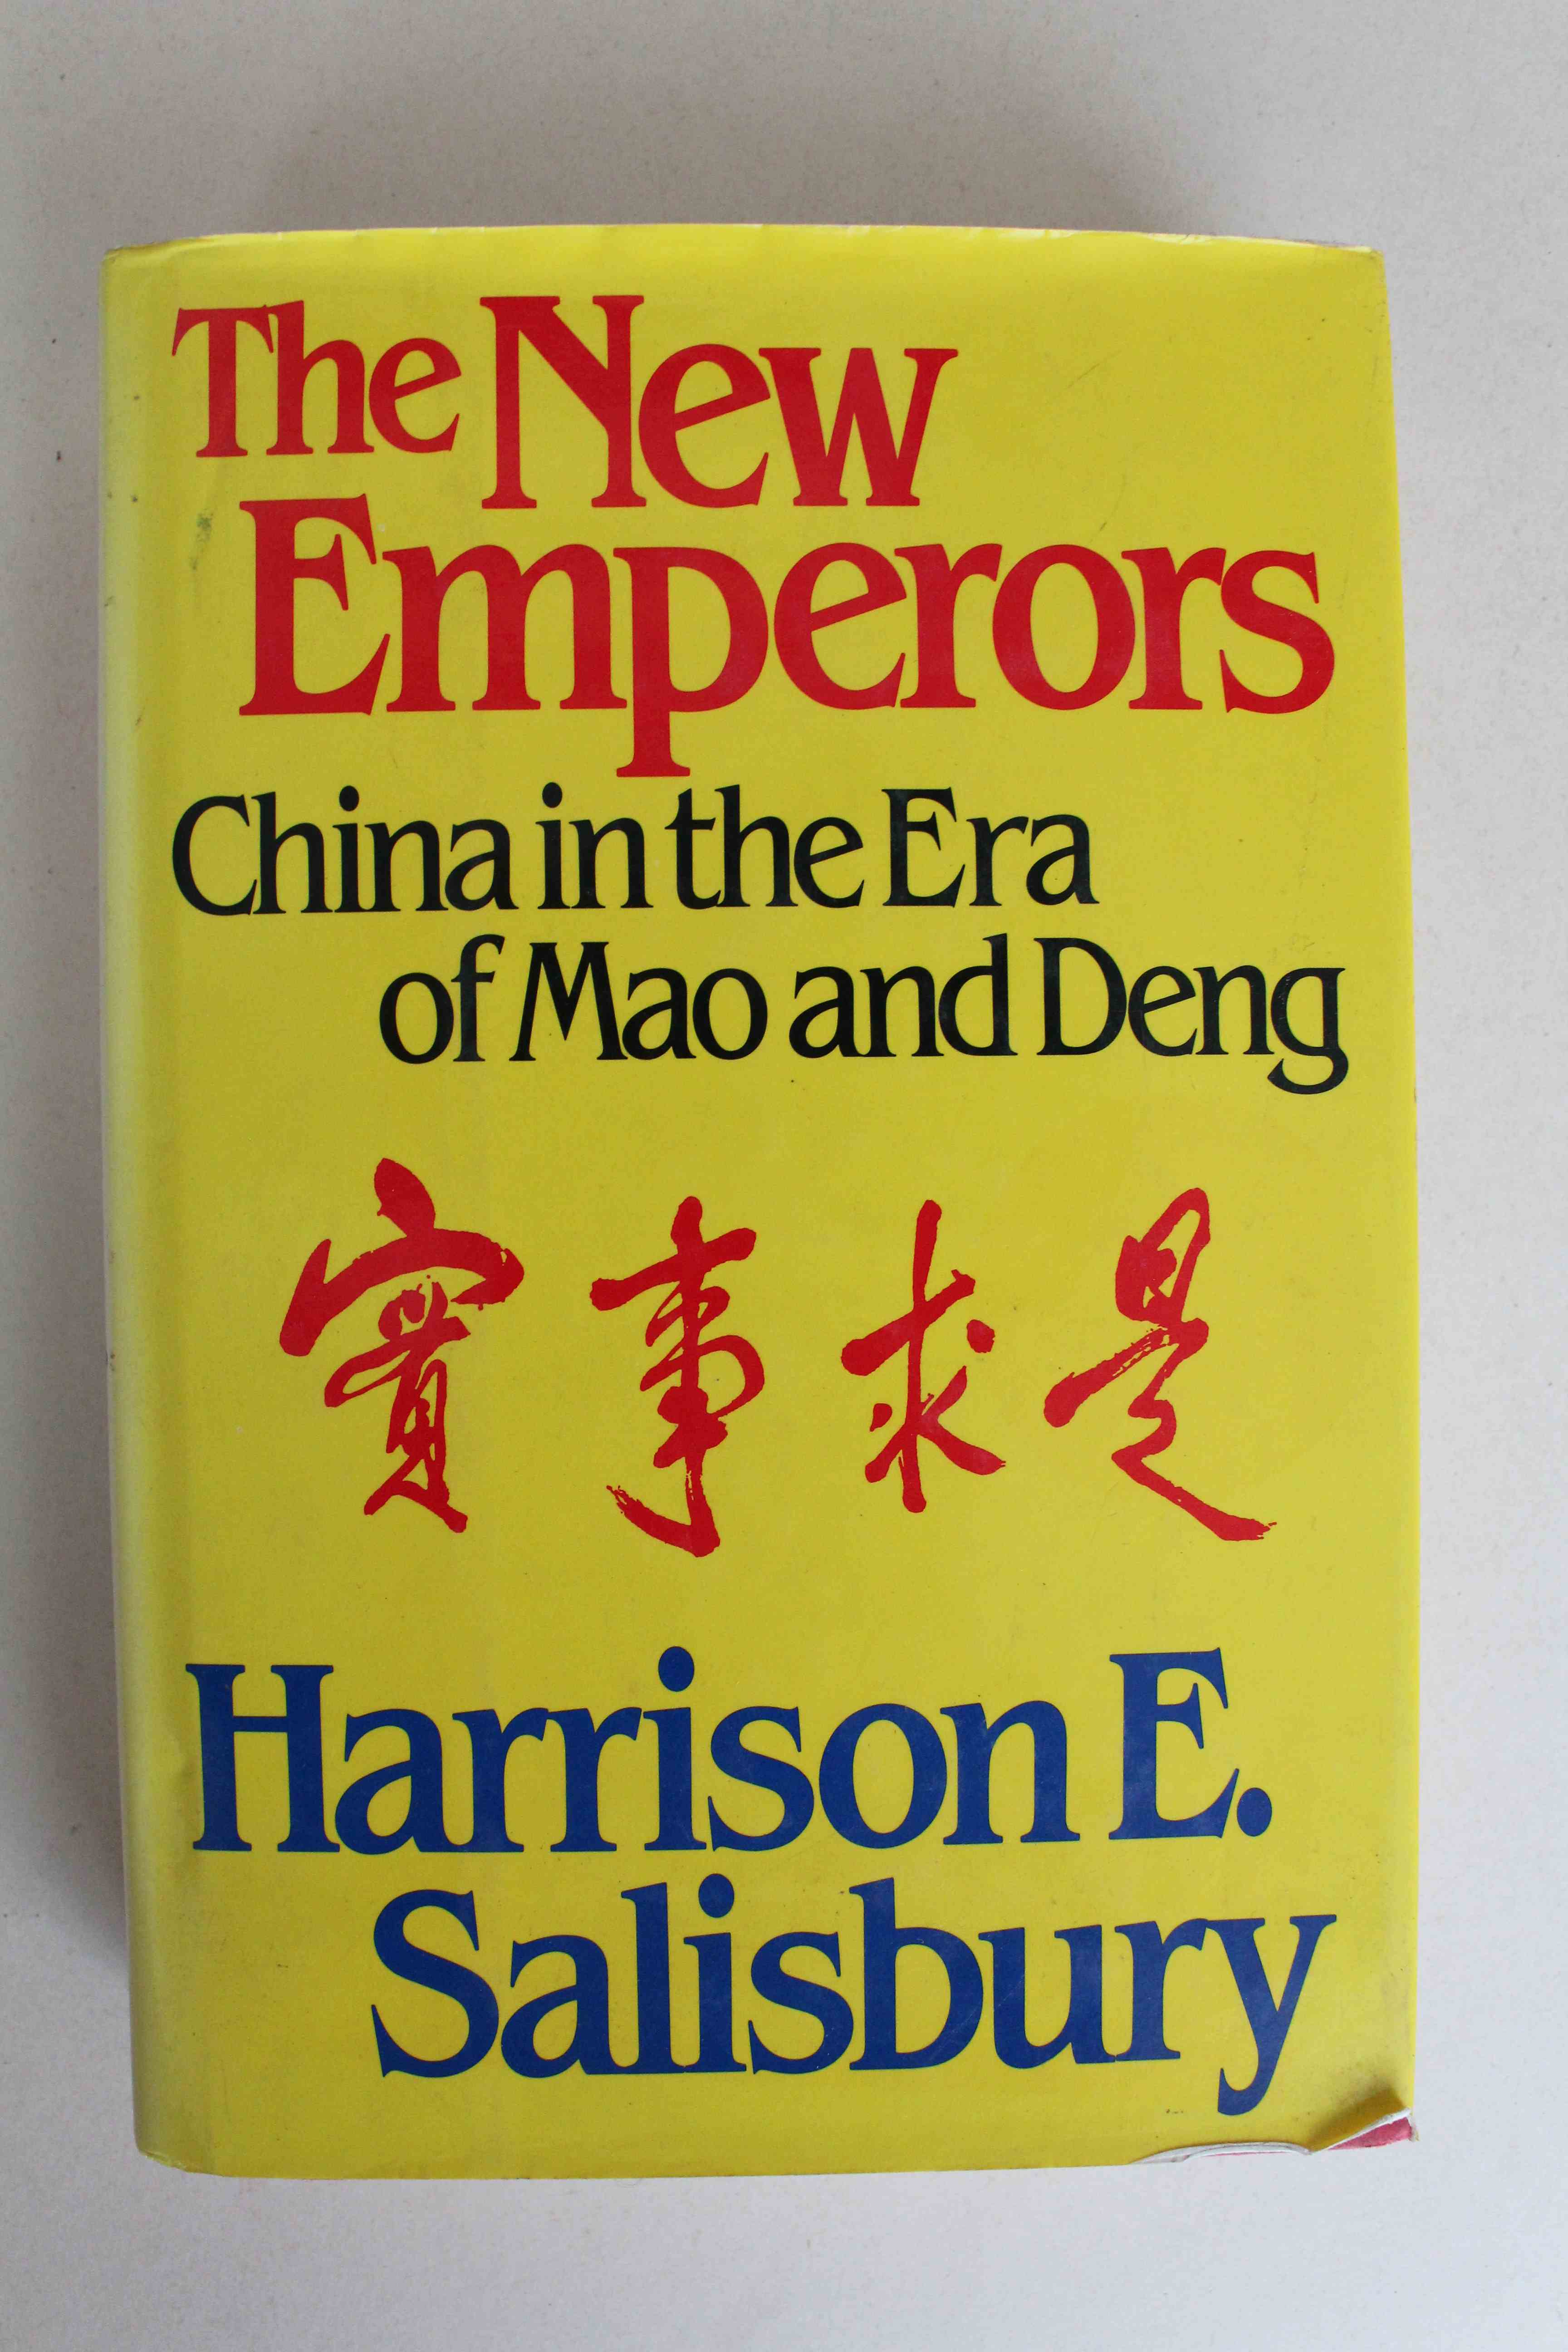 The New
Emperors
China in the Era
of Mao and Deng
實事求是
Harrison E.
Salisbury